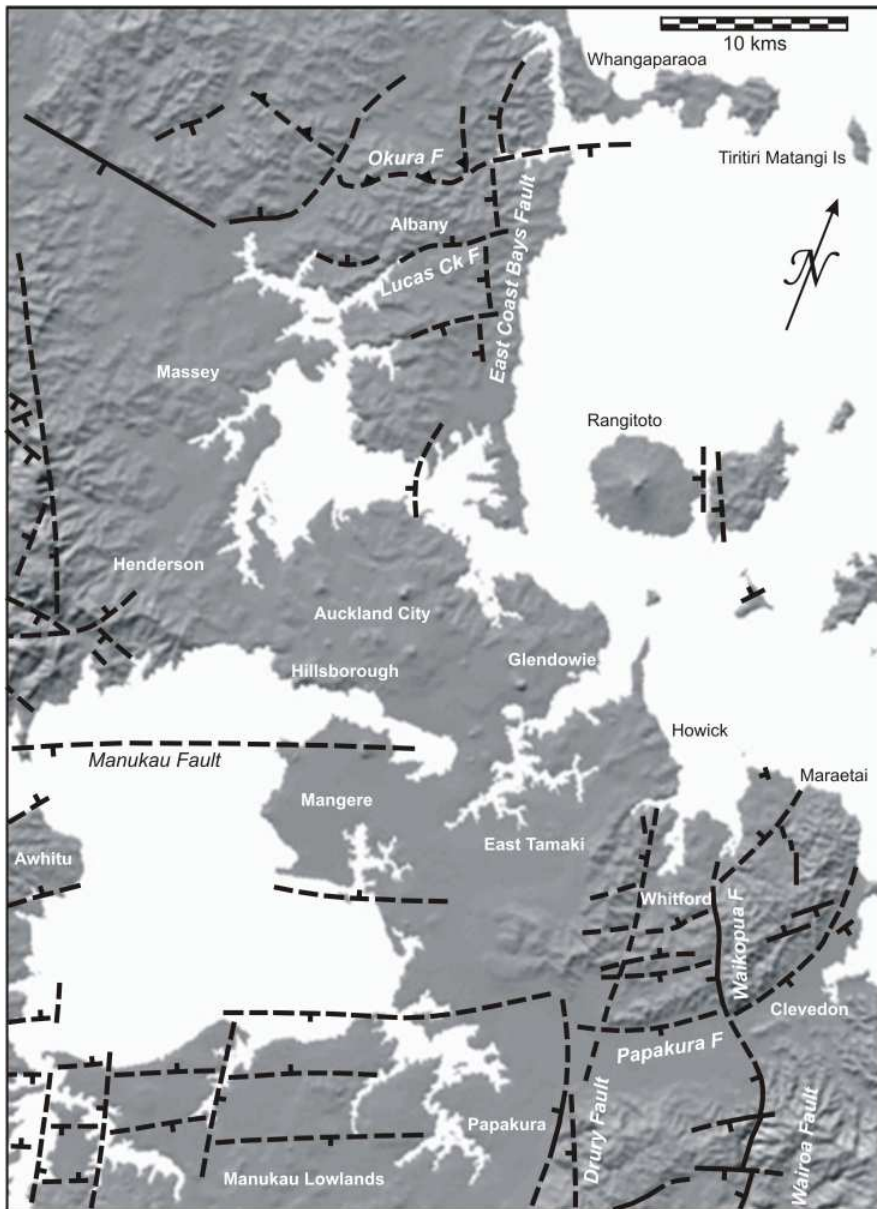 10 kms
Whangaparaoa
Tiritiri Matangi Is
Okura F
N
Albany
Lucas Ck F
East Coast Bays Fault
Massey
Rangitoto
Henderson
Auckland City
Glendowie
Hillsborough
Howick
Manukau Fault
Maraetai
Mangere
East Tamaki
Awhitu
Whitford
Waikopua F
Clevedon
Papakura F
Papakura
Drury Fault
Wairoa Fault
Manukau Lowlands